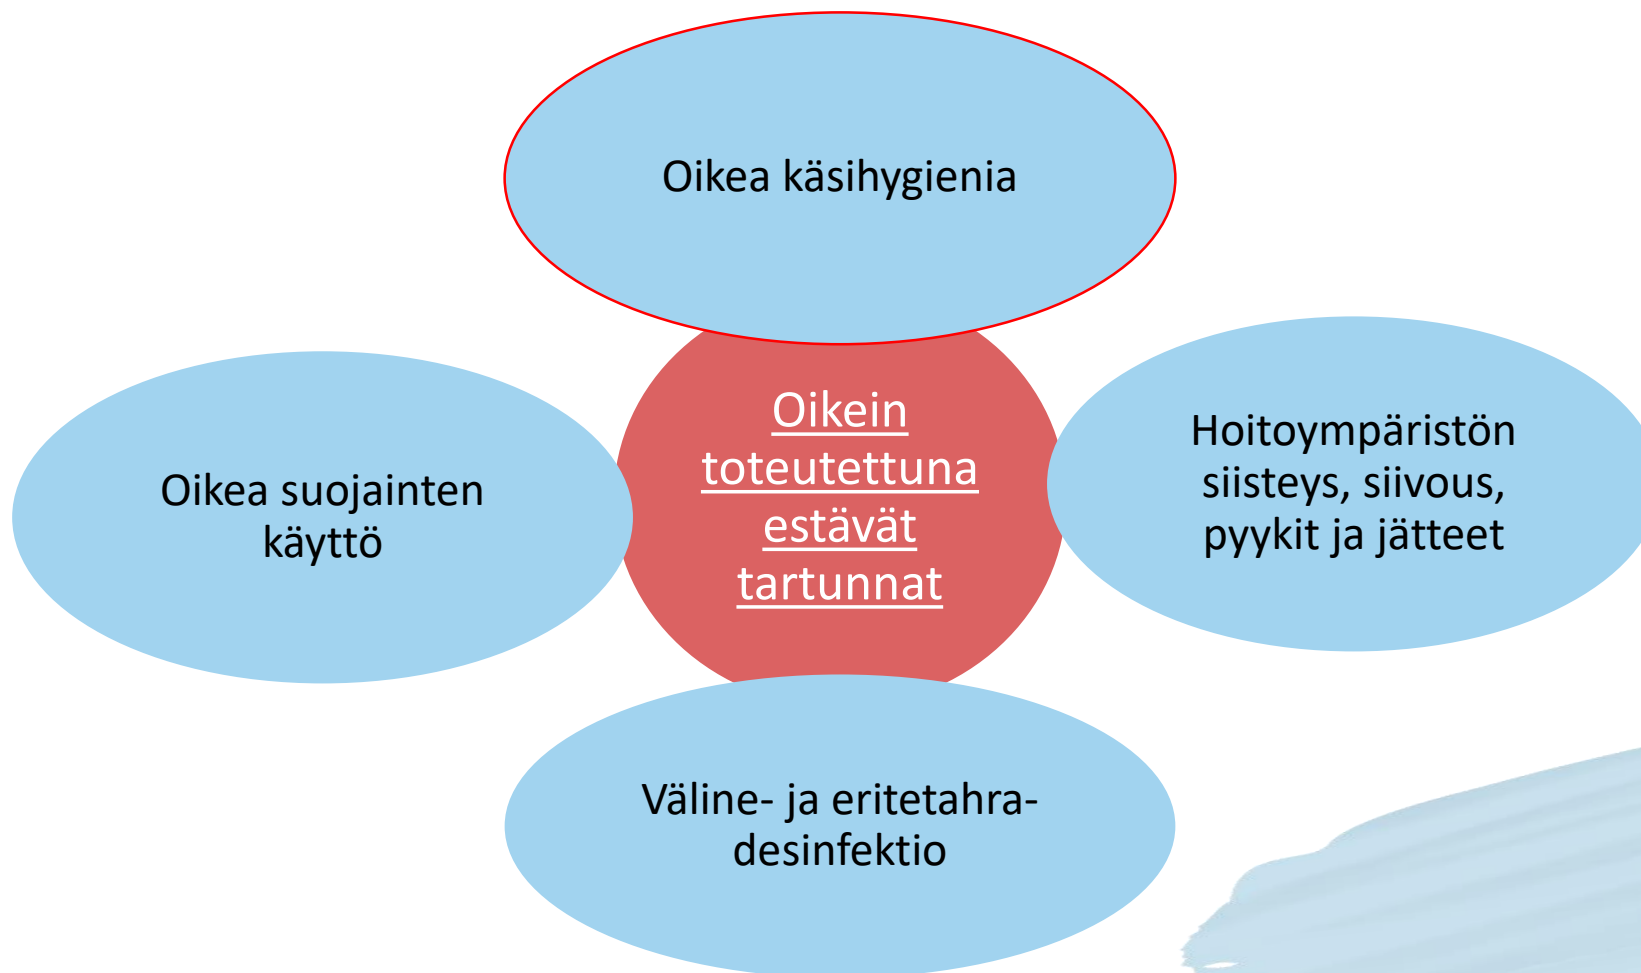 Oikea käsihygienia
Oikea suojainten
käyttö
Oikein
toteutettuna
estävät
tartunnat
Hoitoympäristön
siisteys, siivous,
pyykit ja jätteet
Väline- ja eritetahra-
desinfektio